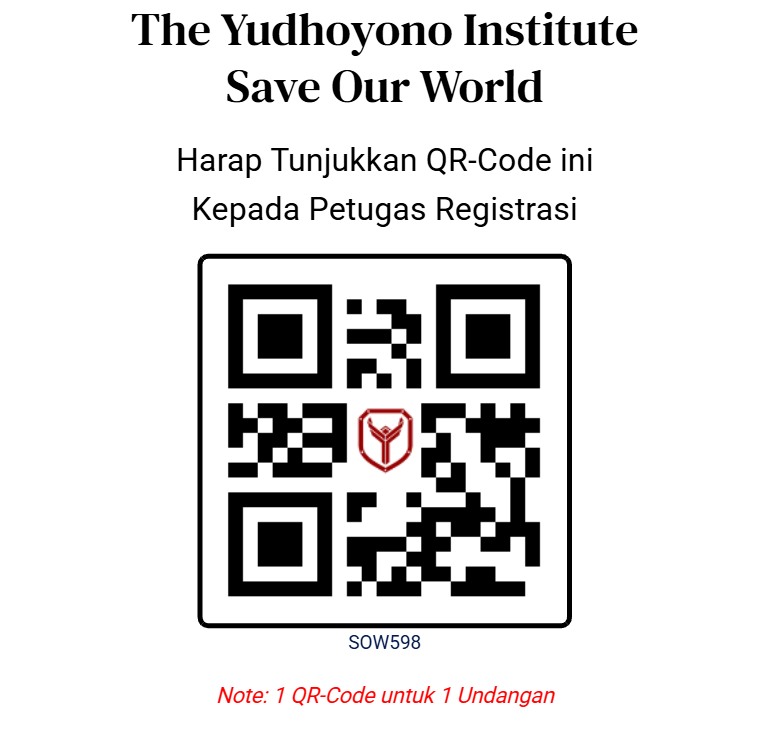 The Yudhoyono Institute
Save Our World
Harap Tunjukkan QR-Code ini
Kepada Petugas Registrasi
SOW598
Note: 1 QR-Code untuk 1 Undangan